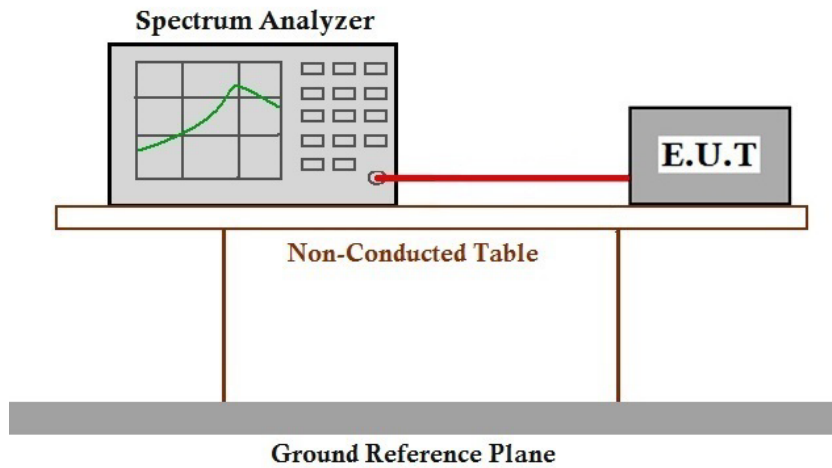 Spectrum Analyzer
E.U.T
Non-Conducted Table
Ground Reference Plane